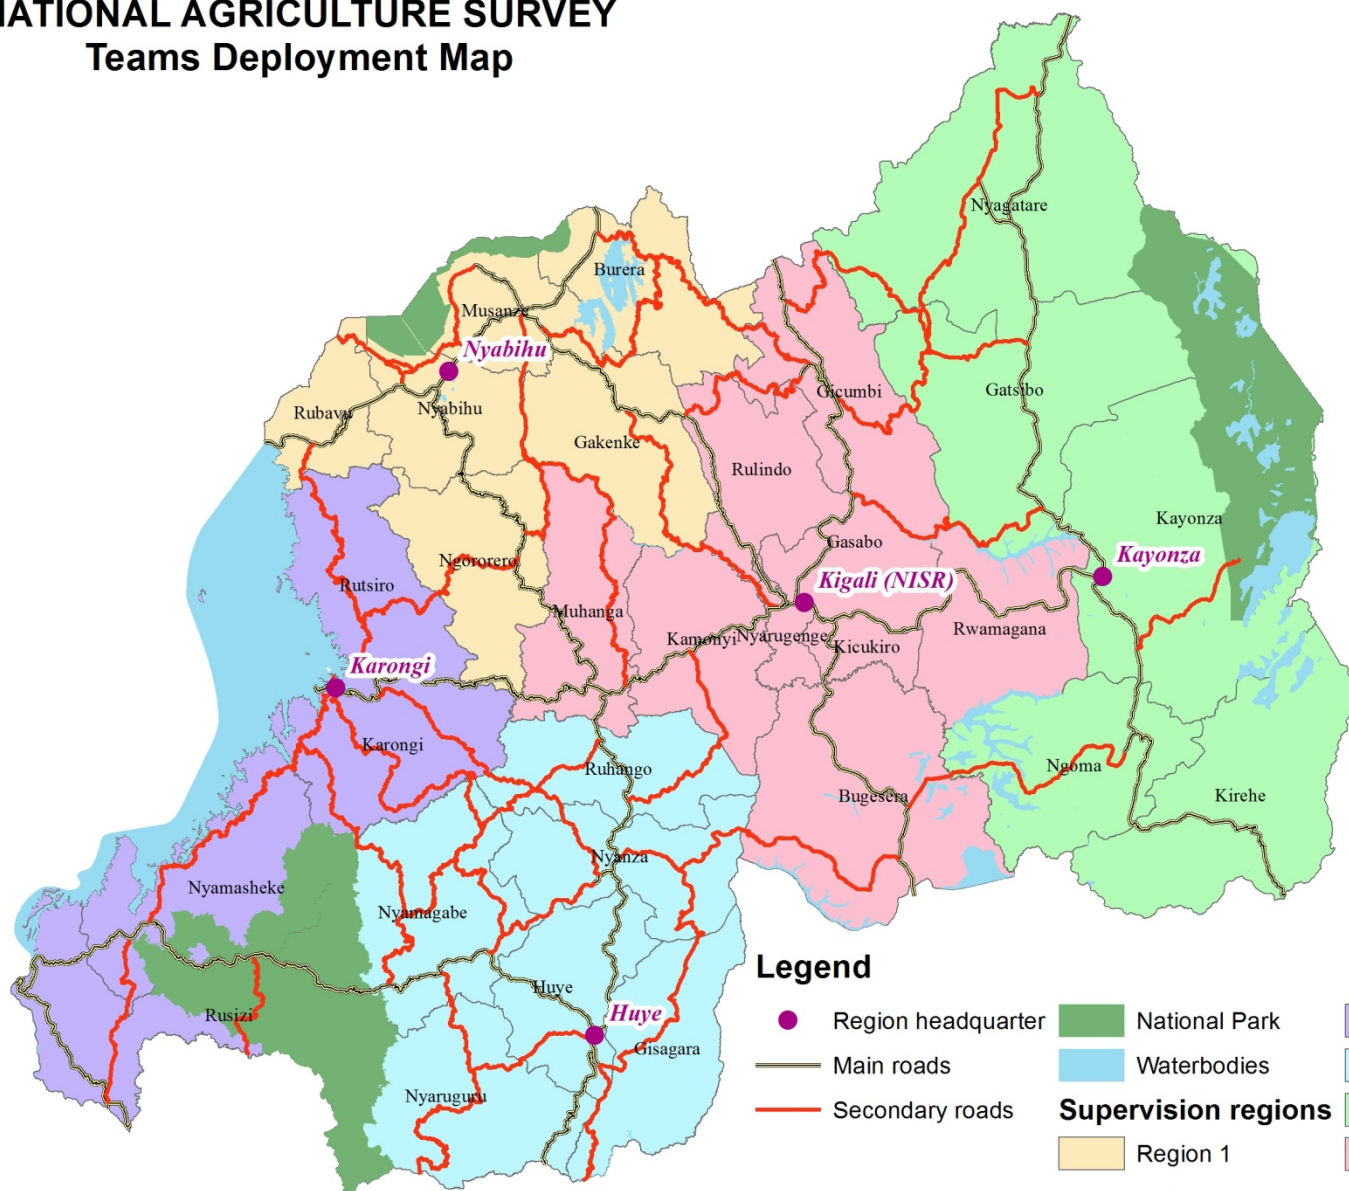 NATIONAL AGRICULTURE SURVEY
Teams Deployment Map
Nyagatare
Burera
Musanze
Nyabihu
Nyabihu
Rubavu
Gicumbi
Gatsibo
Gakenke
Rulindo
Kayonza
Gasabo
Kayonza
Ngororero
Rutsiro
Kigali (NISR)
Muhanga
Kamonyi
Nyarugenge
Kicukiro
Rwamagana
Karongi
Karongi
Ruhango
Ngoma
Bugesera
Kirehe
Nyanza
Nyamasheke
Nyamagabe
Huye
Huye
Rusizi
Gisagara
Nyaruguru
Legend
Region headquarter
Main roads
Secondary roads
National Park
Waterbodies
Supervision regions
Region 1